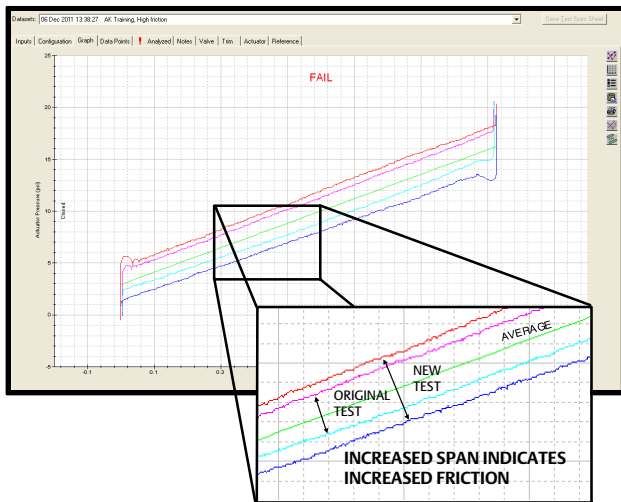 Datasets: 06 Dec 2011 13:38:27 AK Training, High friction
Save Test Spec Sheet
Inputs Configuration Graph Data Points ! Analyzed Notes Valve Trim Actuator Reference
FAIL
25
20
15
10
5
0
-5
Actuator Pressure (psi)
Closed
-0.1
0.1
0.3
AVERAGE
NEW
TEST
ORIGINAL
TEST
INCREASED SPAN INDICATES
INCREASED FRICTION